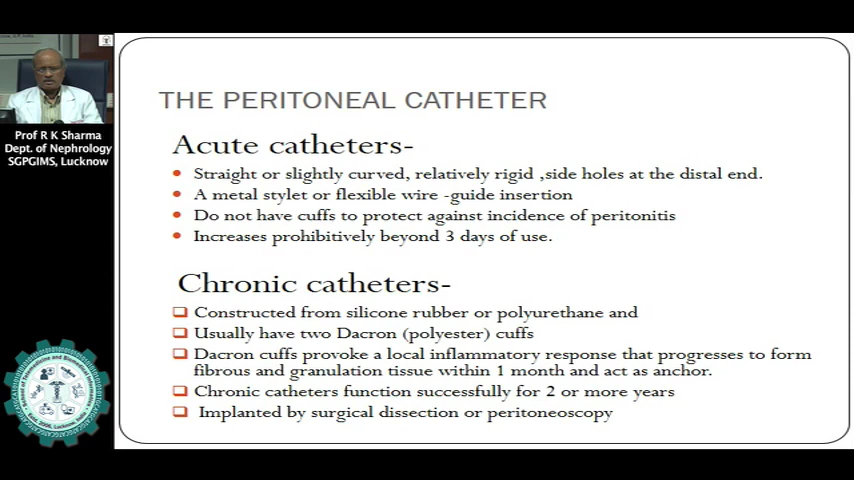 THE PERITONEAL CATHETER
Acute catheters-
Straight or slightly curved, relatively rigid ,side holes at the distal end.
A metal stylet or flexible wire -guide insertion
Do not have cuffs to protect against incidence of peritonitis
Increases prohibitively beyond 3 days of use.
Chronic catheters-
Constructed from silicone rubber or polyurethane and
Usually have two Dacron (polyester) cuffs
Dacron cuffs provoke a local inflammatory response that progresses to form
fibrous and granulation tissue within 1 month and act as anchor.
Chronic catheters function successfully for 2 or more years
Implanted by surgical dissection or peritoneoscopy
Prof R K Sharma
Dept. of Nephrology
SGPGIMS, Lucknow